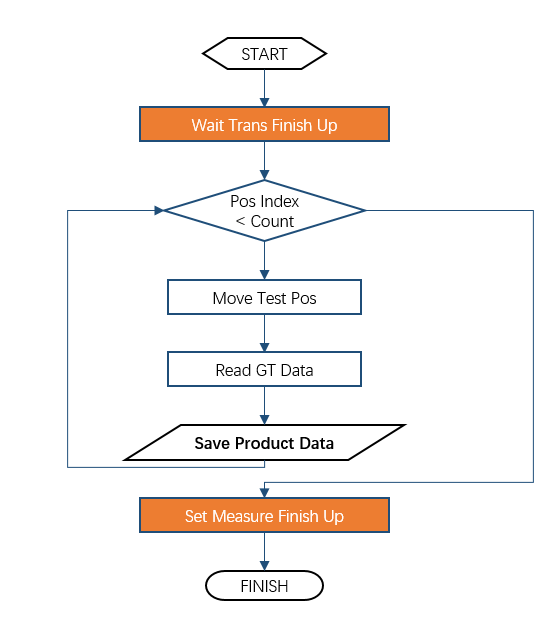 START
Wait Trans Finish Up
Pos Index
< Count
Move Test Pos
Read GT Data
Save Product Data
Set Measure Finish Up
FINISH